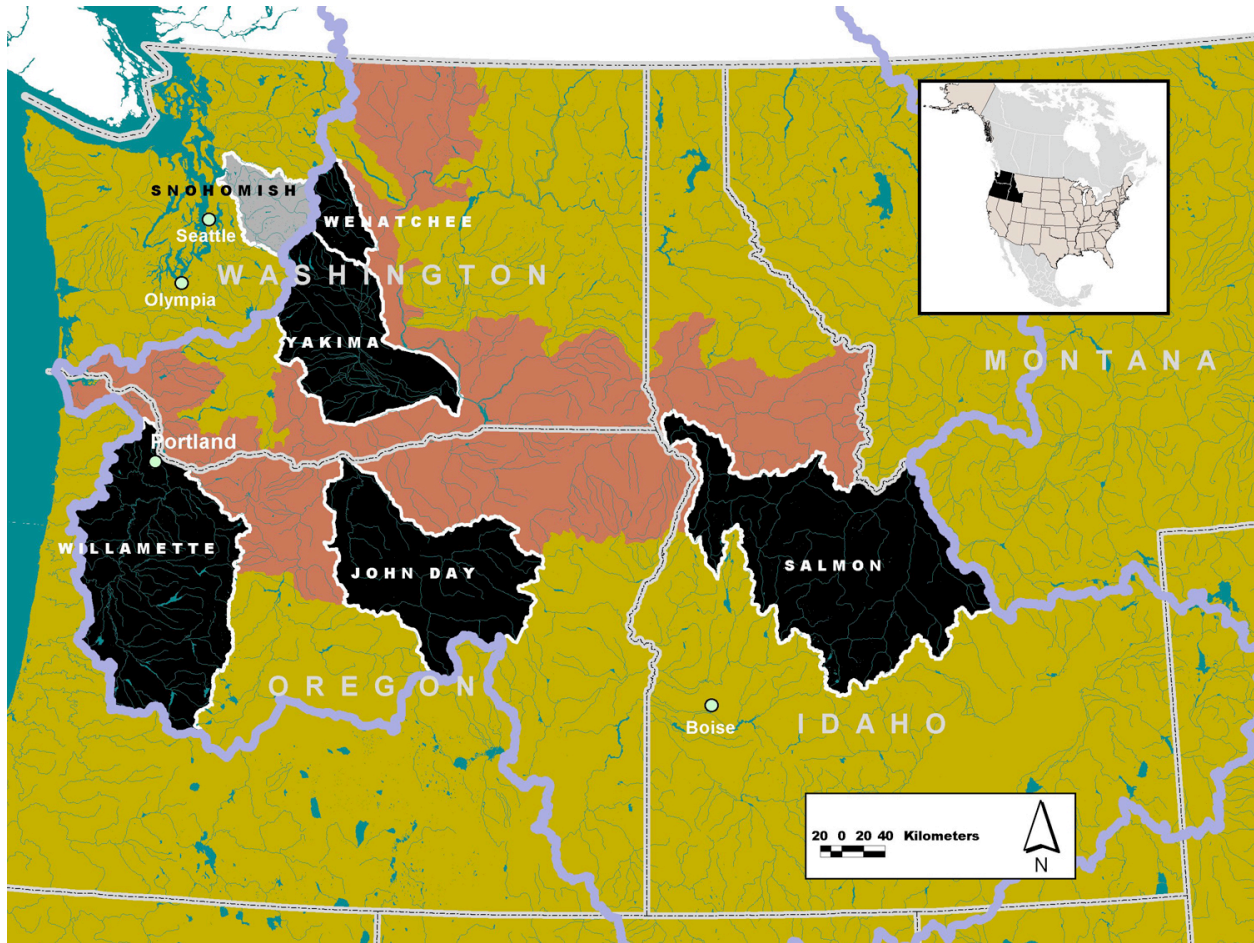 SNOHOMISH
WENATCHEE
Seattle
WASHINGTON
Olympia
YAKIMA
MONTANA
Portland
WILLAMETTE
JOHN DAY
SALMON
OREGON
Boise
IDAHO
20 0 20 40 Kilometers
N